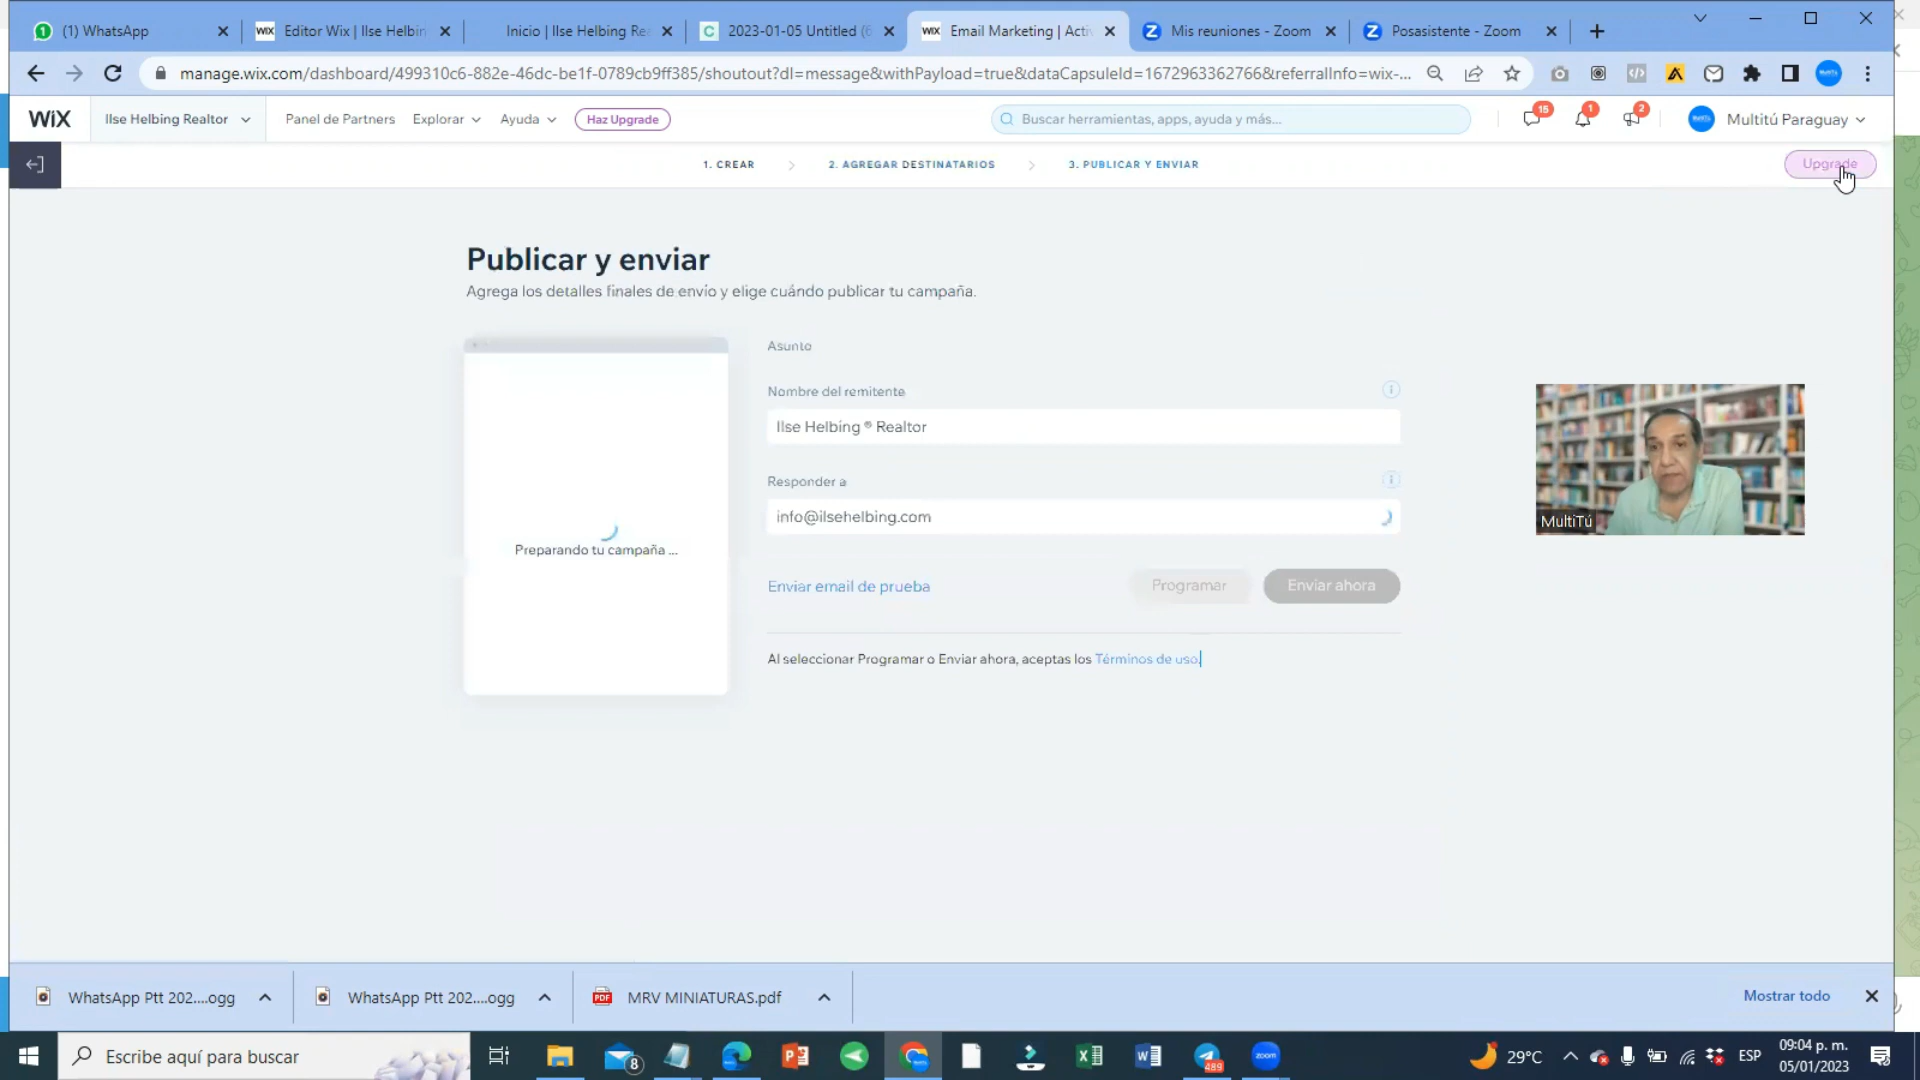 (1) WhatsApp
Editor Wix | Ilse Helbin
Inicio | Ilse Helbing Rea
2023-01-05 Untitled (6
Email Marketing | Activ
Mis reuniones - Zoom
Posasistente - Zoom
manage.wix.com/dashboard/499310c6-882e-46dc-be1f-0789cb9ff385/shoutout?dl=message&withPayload=true&dataCapsuleId=1672963362766&referralInfo=wix-...
WiX
Ilse Helbing Realtor
Panel de Partners
Explorar
Ayuda
Haz Upgrade
Buscar herramientas, apps, ayuda y más...
15
1
2
Multitú Paraguay
1. CREAR
2. AGREGAR DESTINATARIOS
3. PUBLICAR Y ENVIAR
Upgrade
Publicar y enviar
Agrega los detalles finales de envío y elige cuándo publicar tu campaña.
Asunto
Nombre del remitente
Ilse Helbing ® Realtor
Responder a
info@ilsehelbing.com
Preparando tu campaña ...
MultiTú
Enviar email de prueba
Programar
Enviar ahora
Al seleccionar Programar o Enviar ahora, aceptas los Términos de uso.
WhatsApp Ptt 202....ogg
WhatsApp Ptt 202....ogg
PDF
MRV MINIATURAS.pdf
Mostrar todo
Escribe aquí para buscar
8
489
zoom
29°C
ESP
09:04 p. m.
05/01/2023